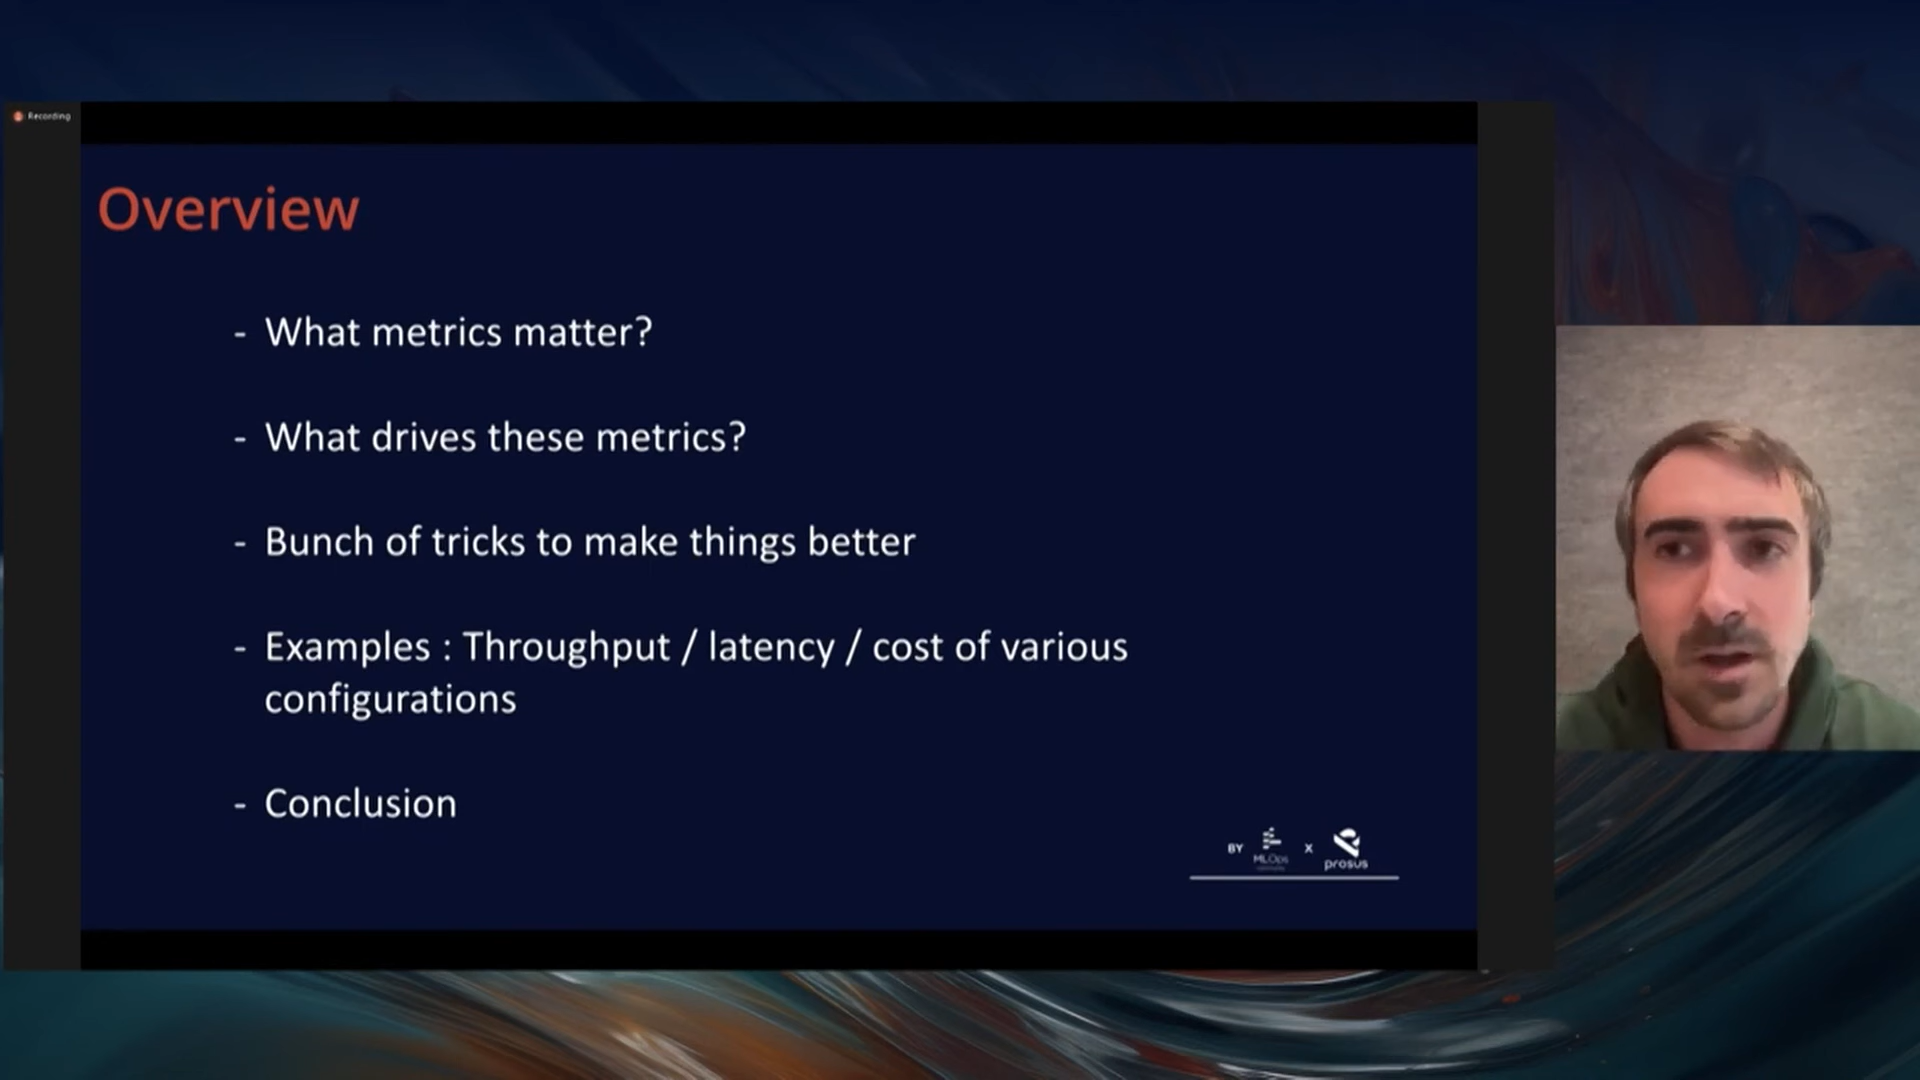 Recording
Overview
- What metrics matter?
- What drives these metrics?
- Bunch of tricks to make things better
- Examples : Throughput / latency / cost of various
configurations
- Conclusion
BY MLOps X prosus